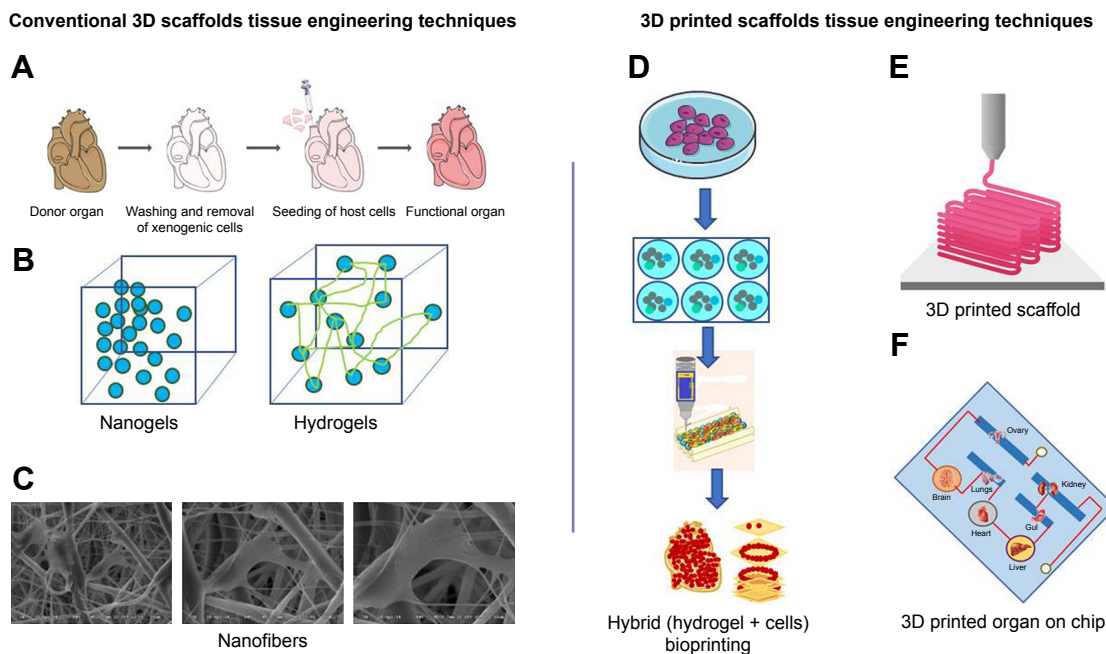 Conventional 3D scaffolds tissue engineering techniques
3D printed scaffolds tissue engineering techniques
A
Donor organ
Washing and removal
of xenogenic cells
Seeding of host cells
Functional organ
B
Nanogels
Hydrogels
C
Nanofibers
D
Hybrid (hydrogel + cells)
bioprinting
E
3D printed scaffold
F
Ovary
Brain
Lungs
Kidney
Heart
Gul
Liver
3D printed organ on chip